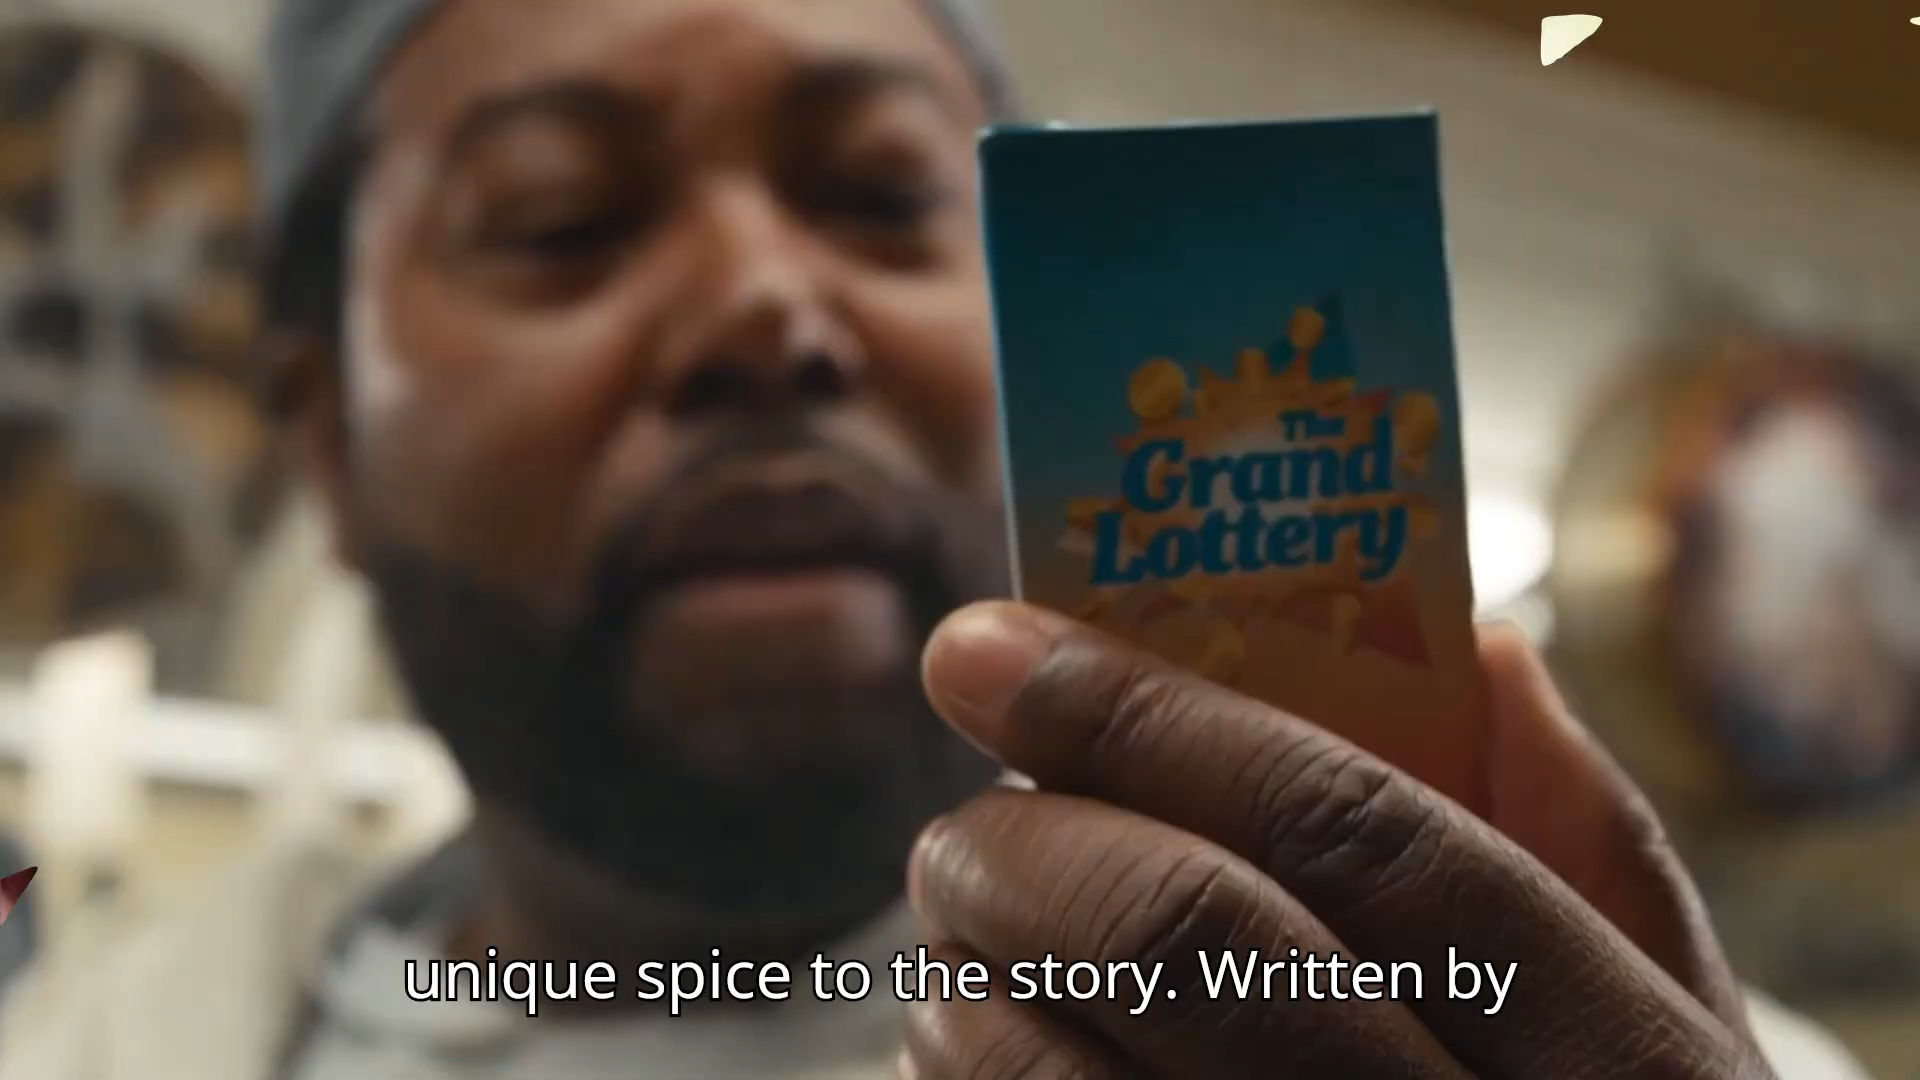 The
Grand
Lottery
unique spice to the story. Written by